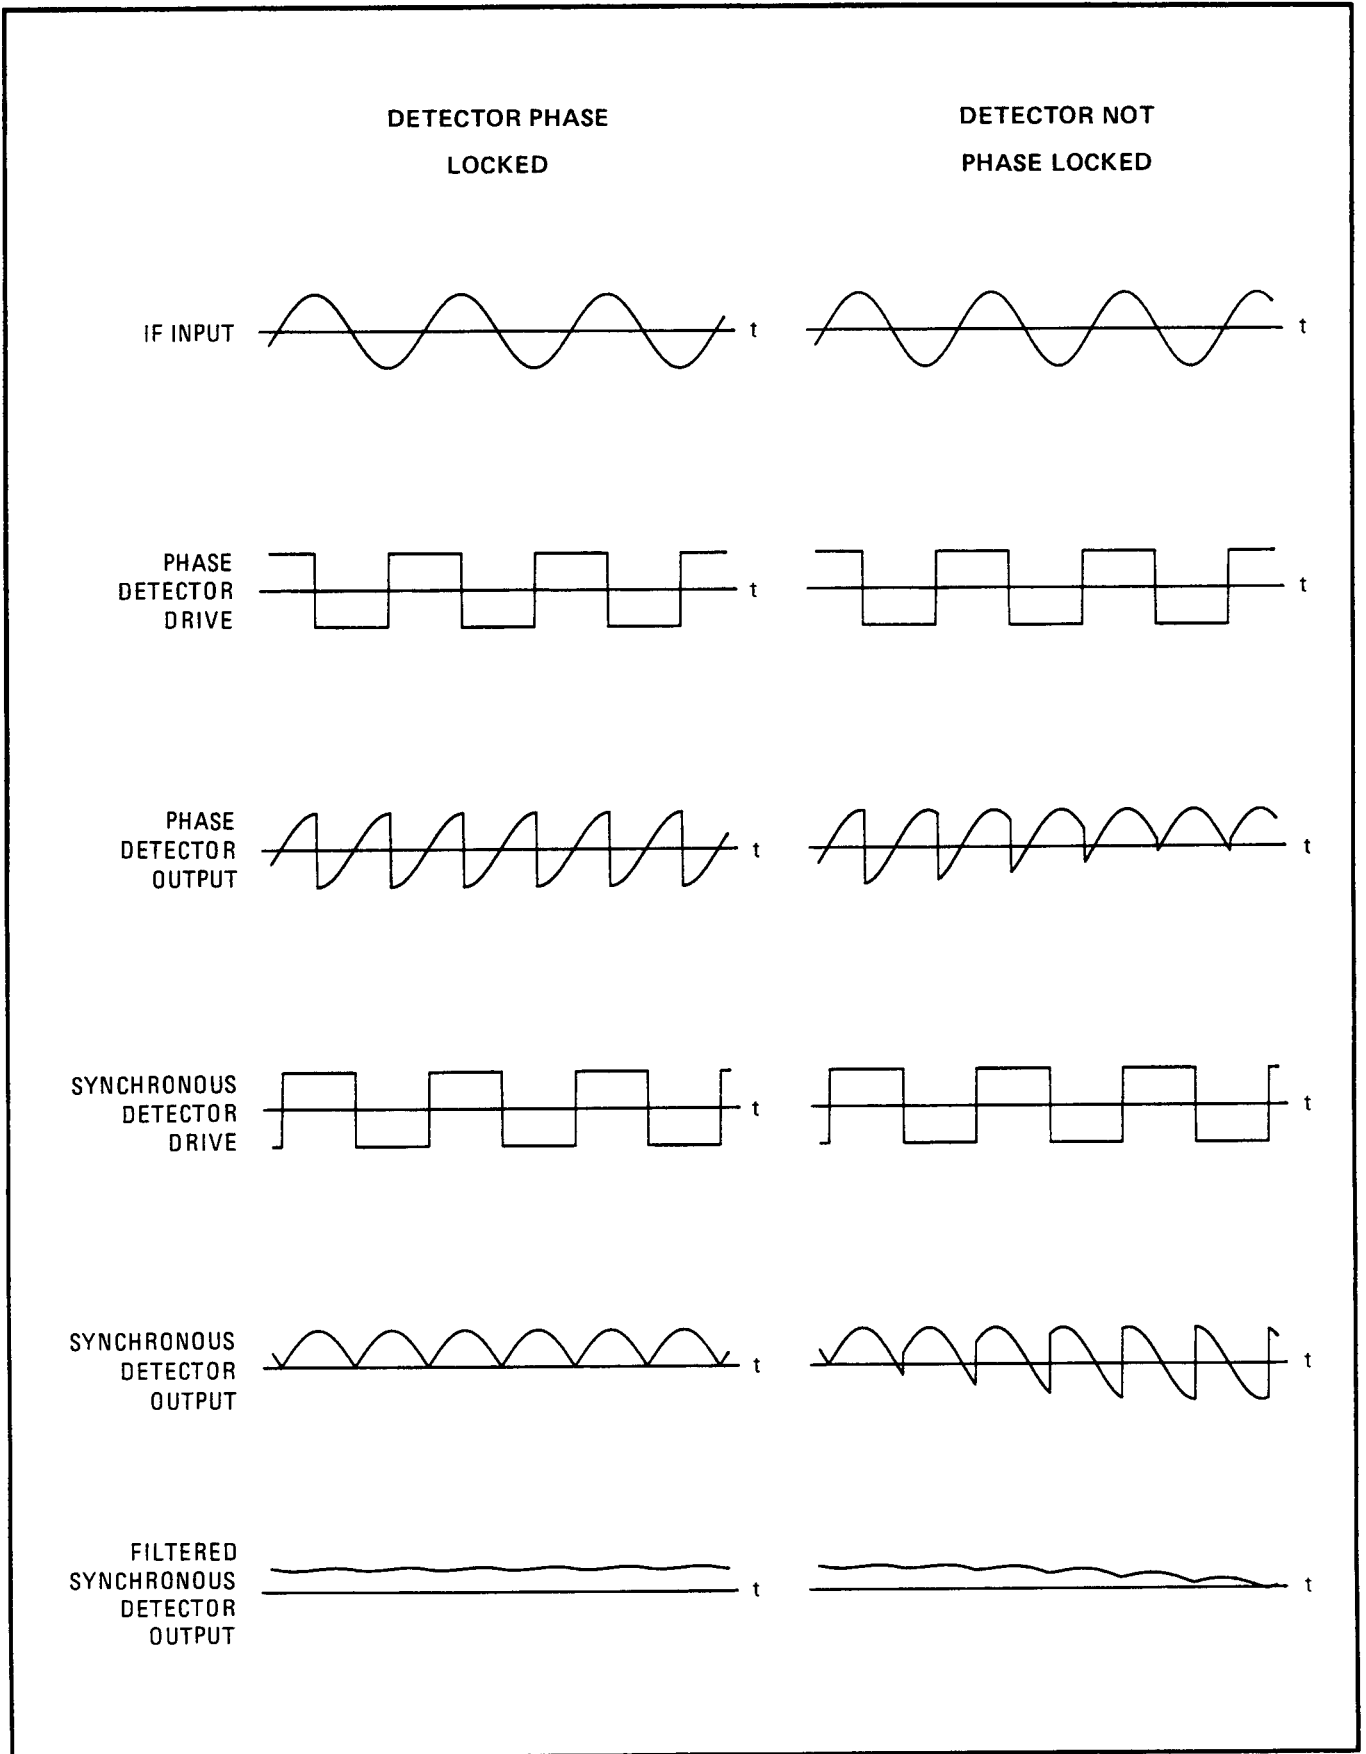 DETECTOR PHASE
LOCKED
DETECTOR NOT
PHASE LOCKED
IF INPUT
t
t
PHASE
DETECTOR
DRIVE
t
t
PHASE
DETECTOR
OUTPUT
t
t
SYNCHRONOUS
DETECTOR
DRIVE
t
t
SYNCHRONOUS
DETECTOR
OUTPUT
t
t
FILTERED
SYNCHRONOUS
DETECTOR
OUTPUT
t
t